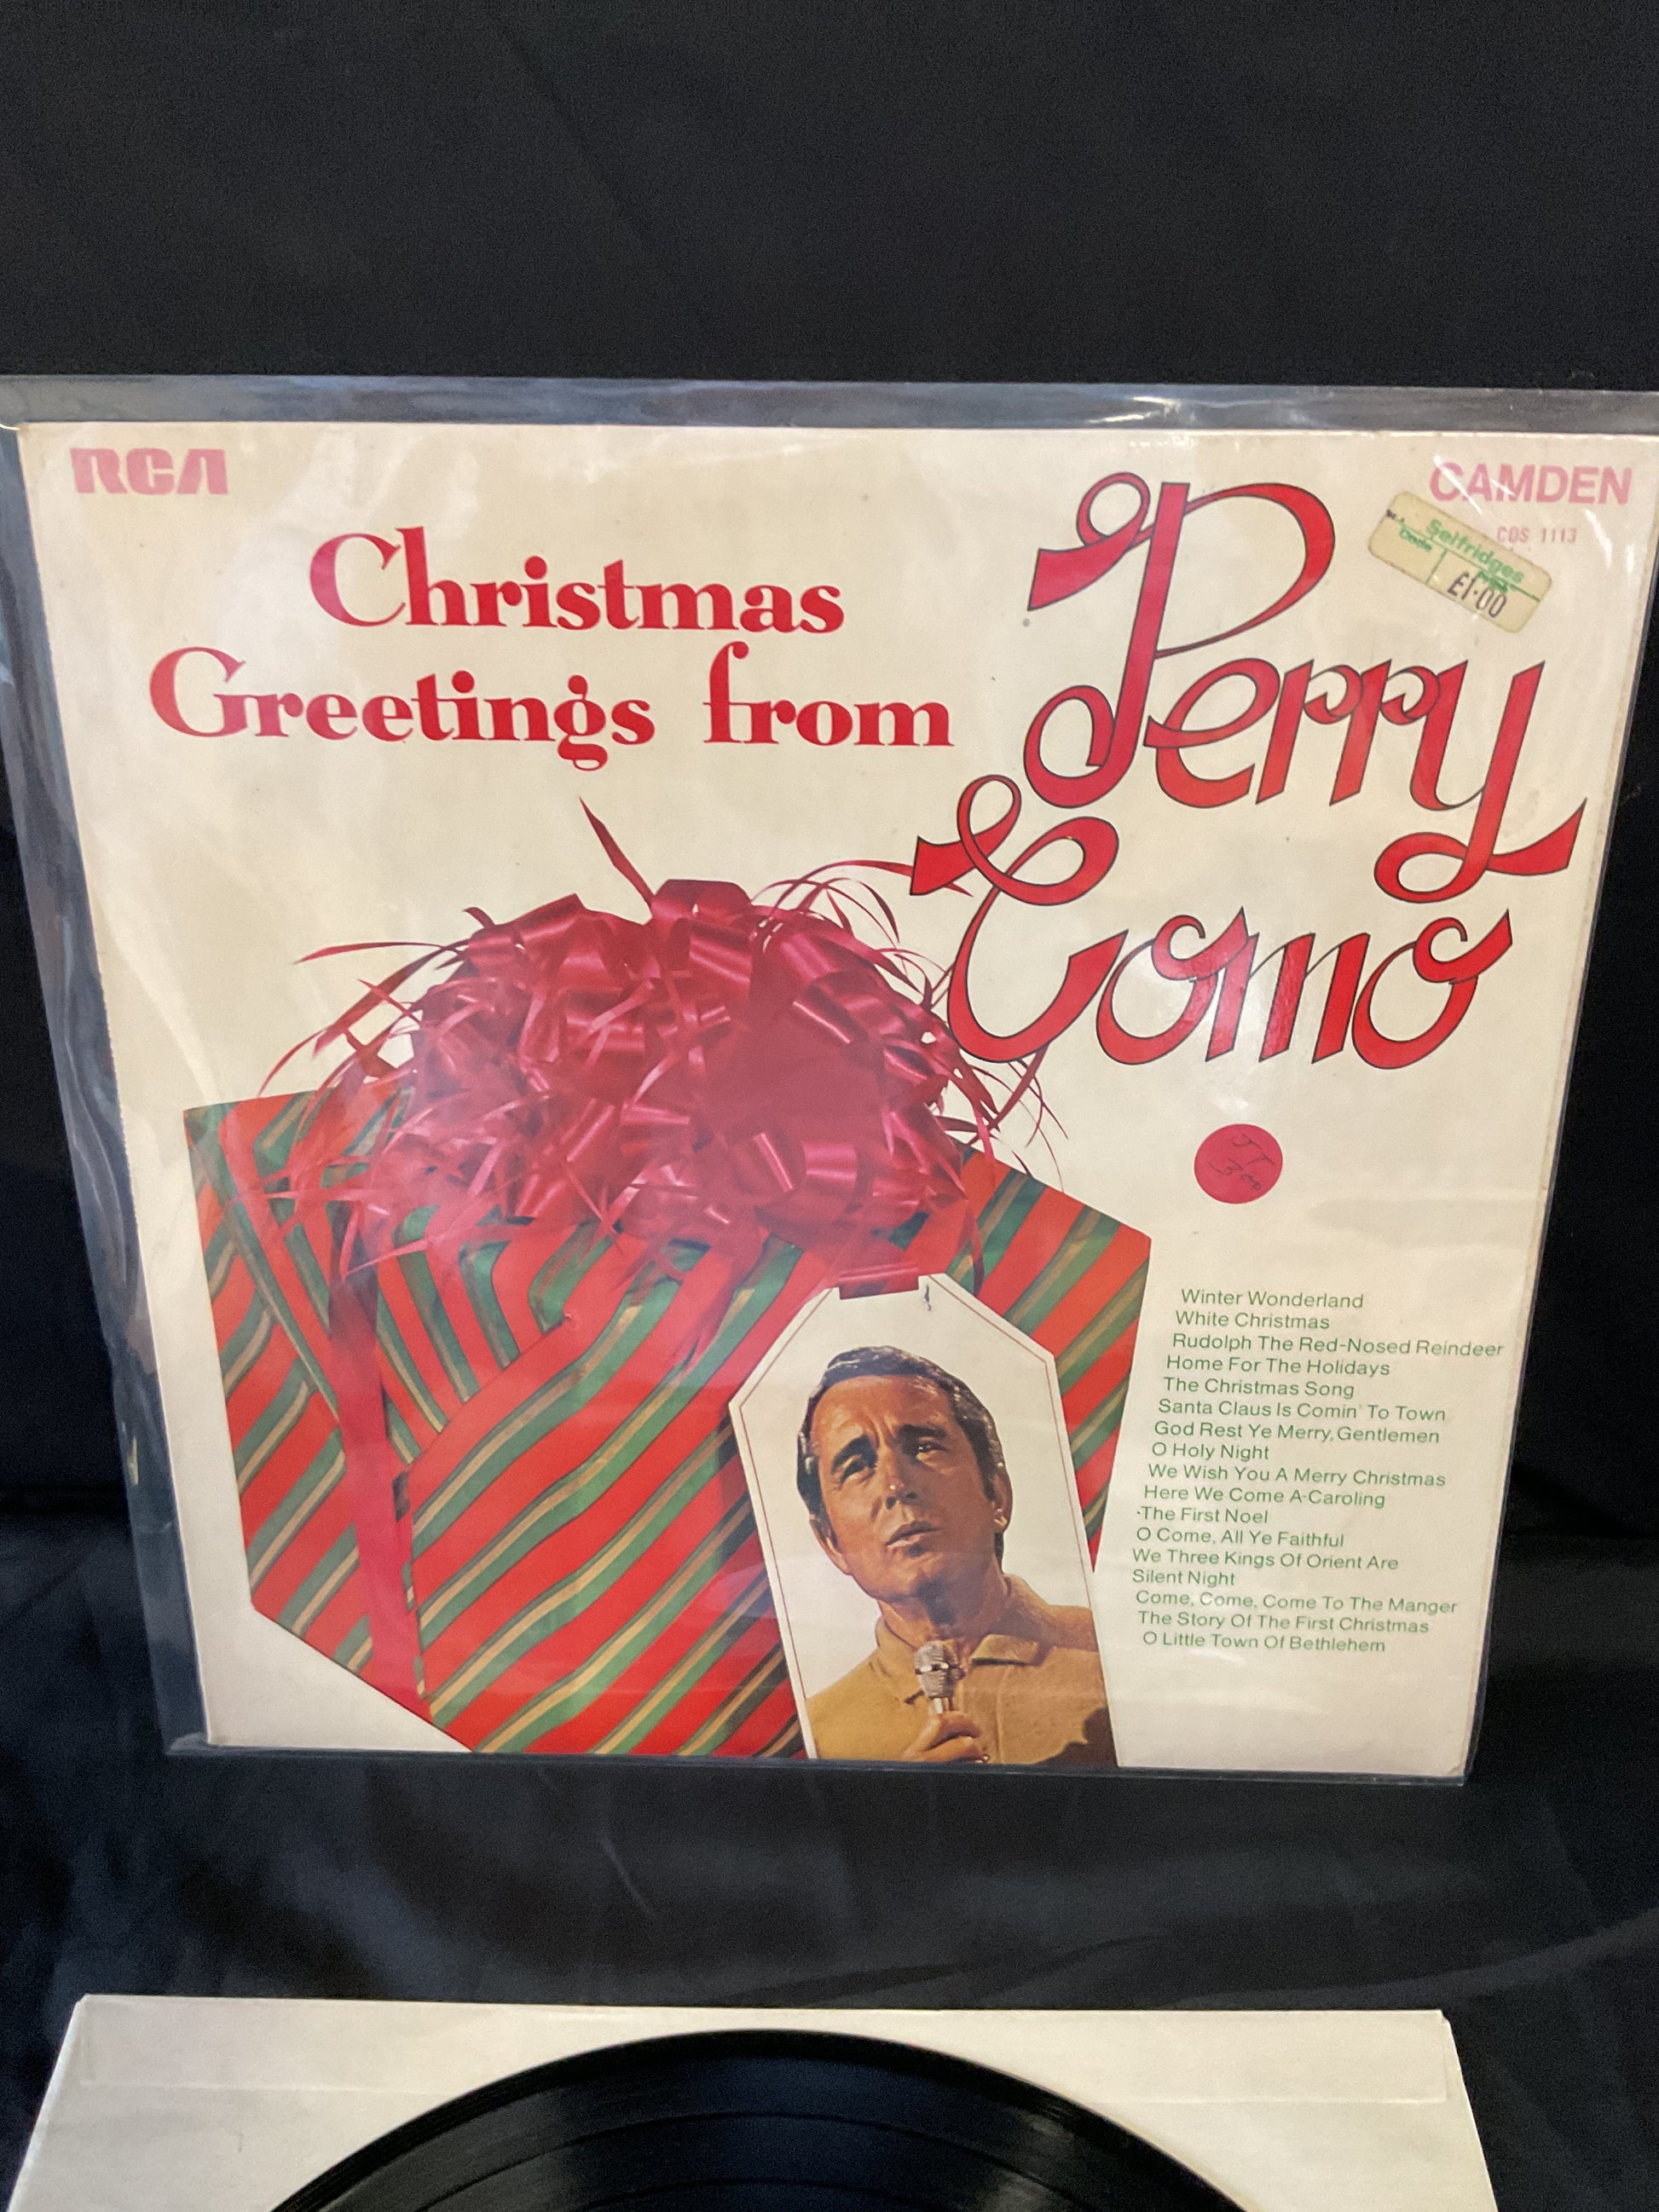 RCA
CAMDEN
CDS 1113
Selfridges
Code
£1·00
Christmas
Greetings from
Perry
Como
JT
3.00
Winter Wonderland
White Christmas
Rudolph The Red-Nosed Reindeer
Home For The Holidays
The Christmas Song
Santa Claus Is Comin' To Town
God Rest Ye Merry, Gentlemen
O Holy Night
We Wish You A Merry Christmas
Here We Come A-Caroling
The First Noel
O Come, All Ye Faithful
We Three Kings Of Orient Are
Silent Night
Come, Come, Come To The Manger
The Story Of The First Christmas
O Little Town Of Bethlehem